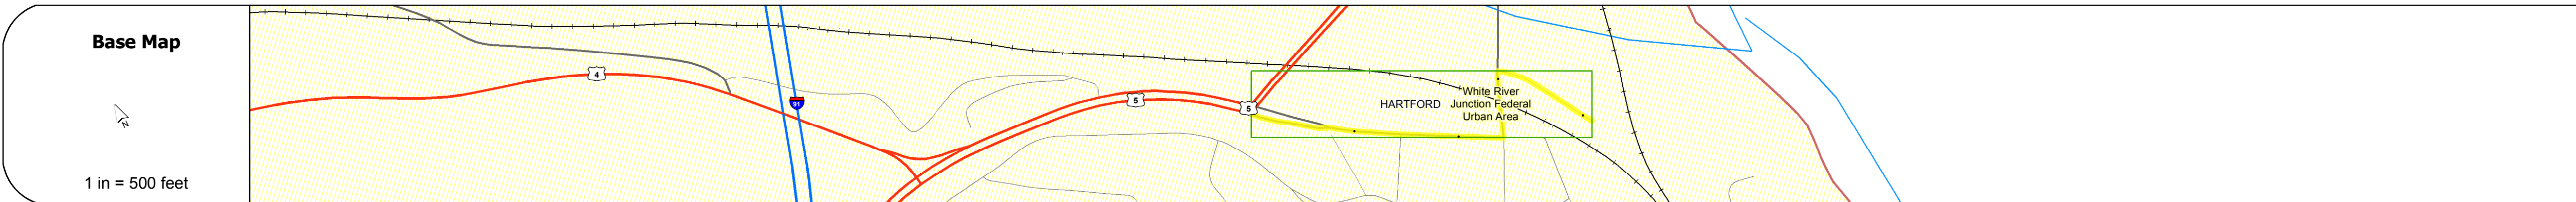 Base Map
N
1 in = 500 feet
4
91
5
5
HARTFORD
White River
Junction Federal
Urban Area